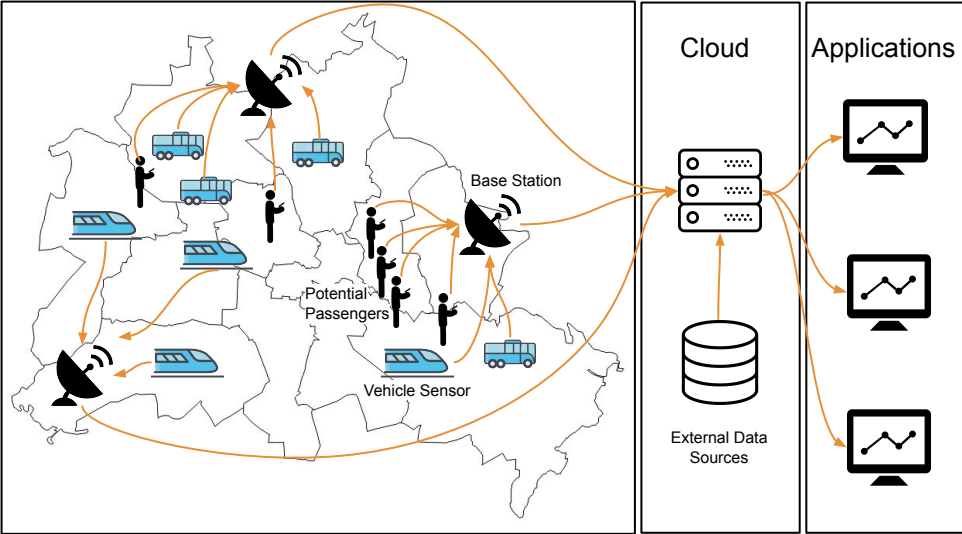 Cloud
Applications
Base Station
Potential
Passengers
Vehicle Sensor
External Data
Sources